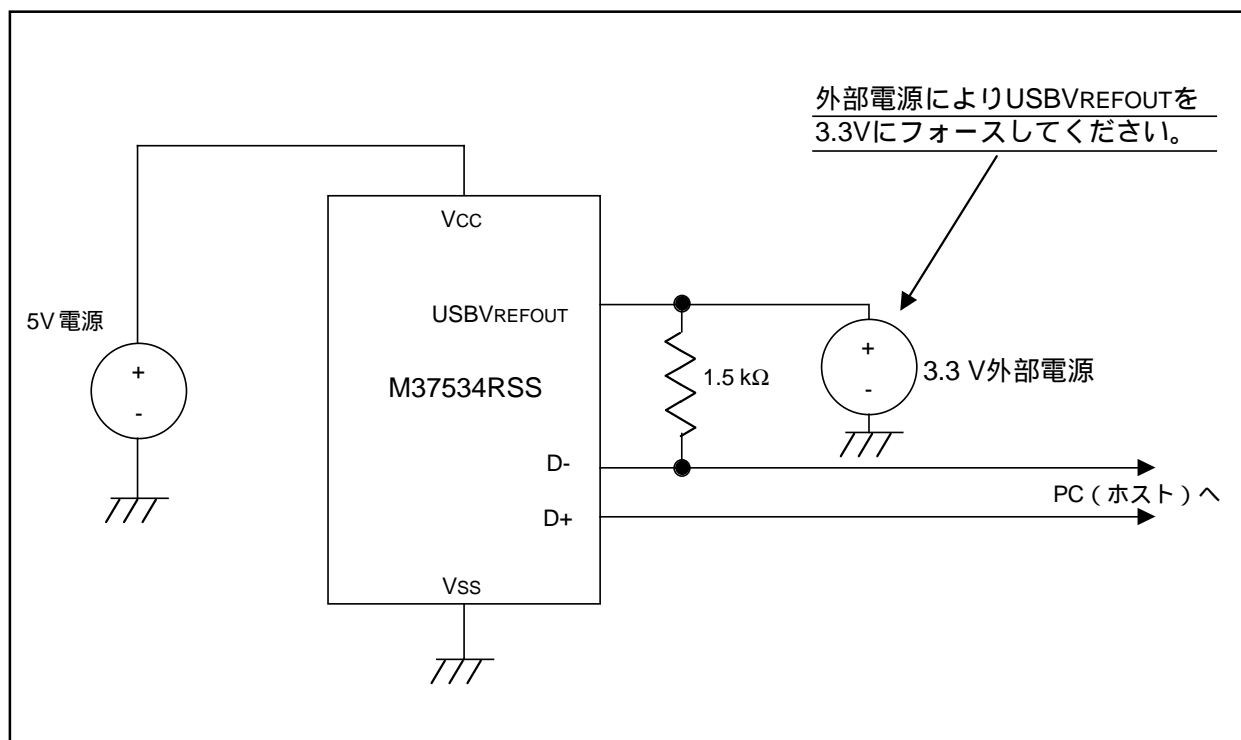 外部電源によりUSBVREFOUTを
3.3Vにフォースしてください。
VCC
USBVREFOUT
5V 電源
+
-
M37534RSS
1.5 kΩ
+
-
3.3 V外部電源
D-
PC（ホスト）へ
D+
VSS